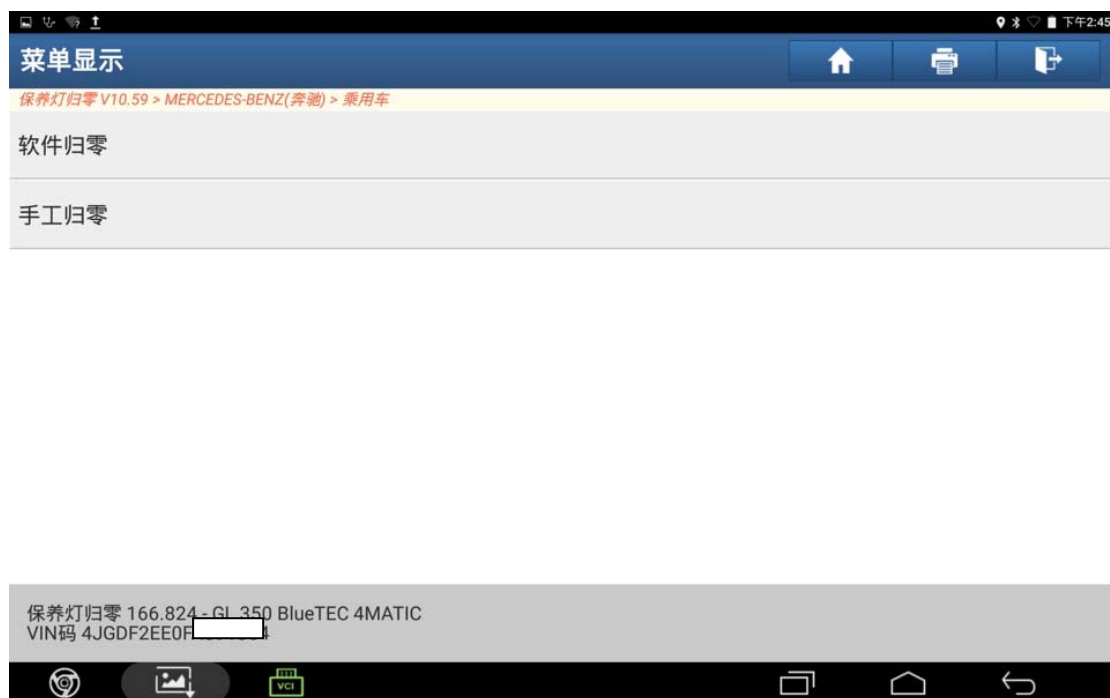 下午2:45
菜单显示
保养灯归零 V10.59 > MERCEDES-BENZ(奔驰) > 乘用车
软件归零
手工归零
保养灯归零 166.824 - GL 350 BlueTEC 4MATIC
VIN码
VCI